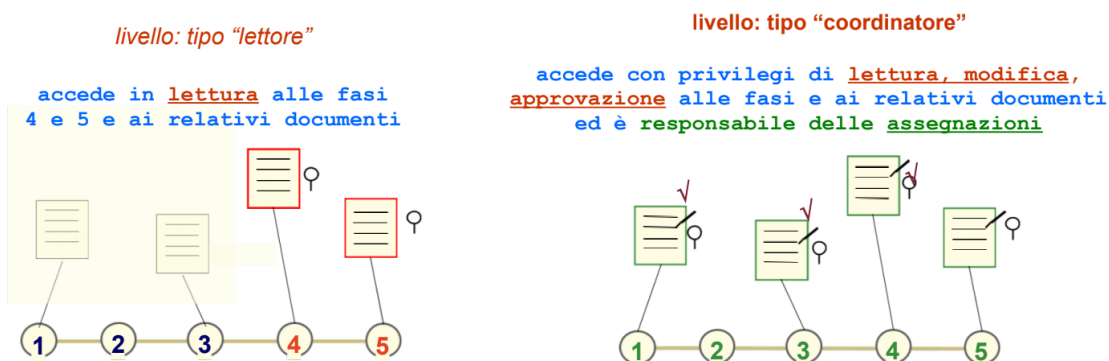 livello: tipo “lettore”
accede in lettura alle fasi
4 e 5 e ai relativi documenti
1 2 3 4 5
livello: tipo “coordinatore”
accede con privilegi di lettura, modifica,
approvazione alle fasi e ai relativi documenti
ed è responsabile delle assegnazioni
√
√
√
1 2 3 4 5